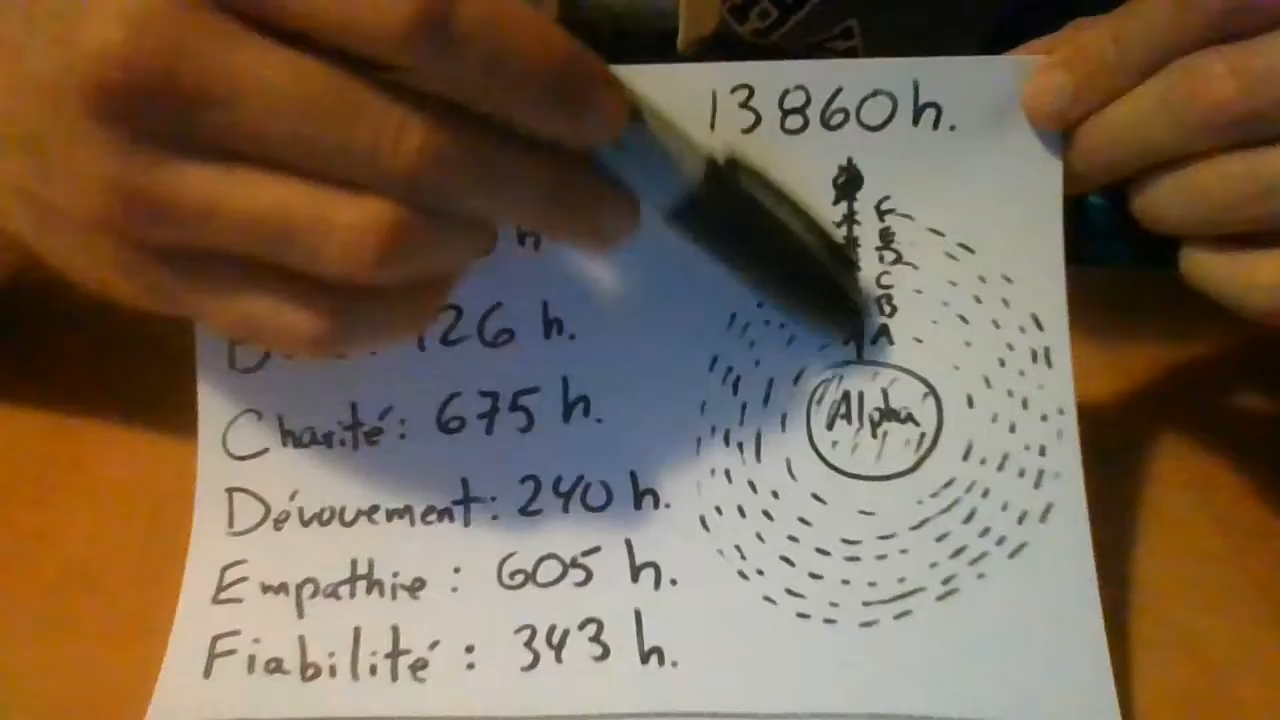 13860 h.
h
126 h.
Charité: 675 h.
Dévouement: 240 h.
Empathie : 605 h.
Fiabilité : 343 h.
F
E
D
C
B
A
Alpha